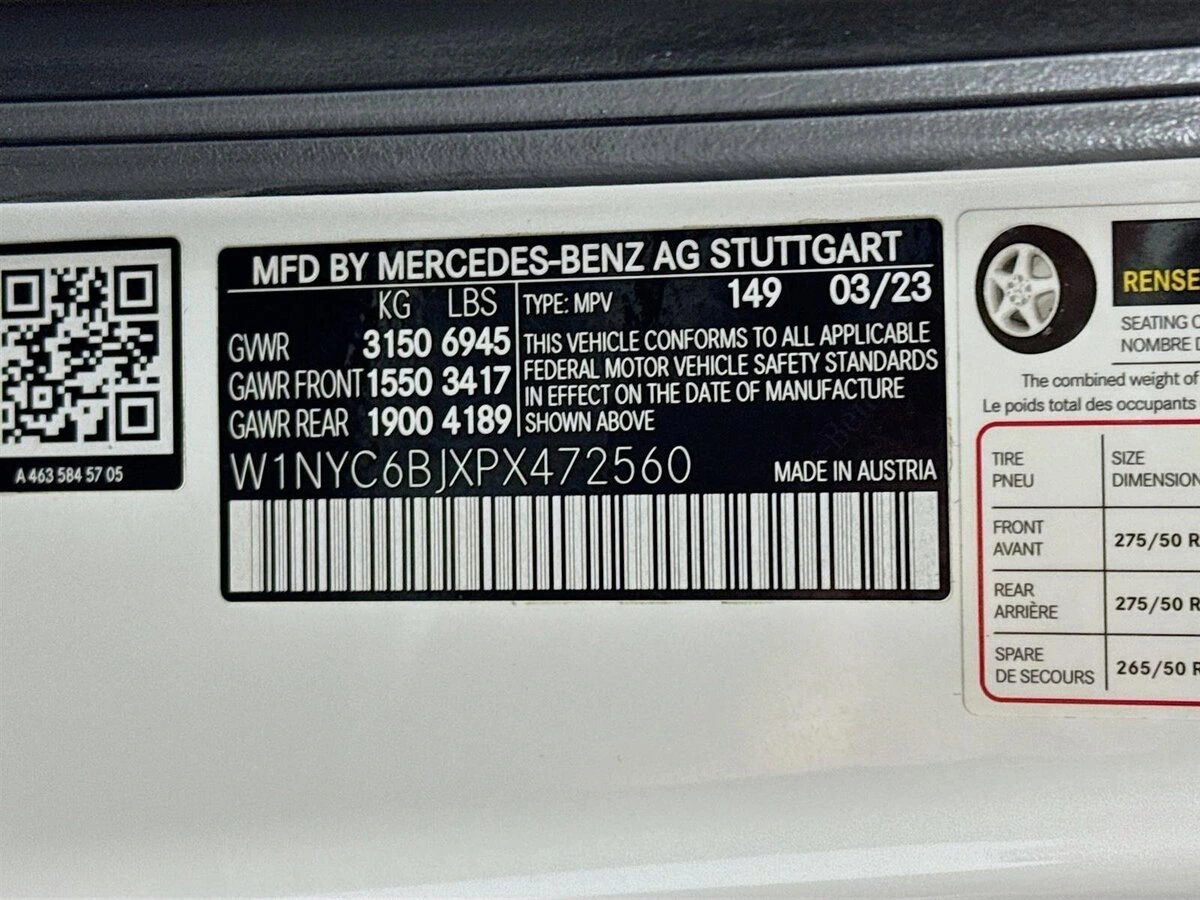 A 463 584 57 05
MFD BY MERCEDES-BENZ AG STUTTGART
KG LBS
GVWR 3150 6945
GAWR FRONT 1550 3417
GAWR REAR 1900 4189
TYPE: MPV 149 03/23
THIS VEHICLE CONFORMS TO ALL APPLICABLE
FEDERAL MOTOR VEHICLE SAFETY STANDARDS
IN EFFECT ON THE DATE OF MANUFACTURE
SHOWN ABOVE
W1NYC6BJXPX472560 MADE IN AUSTRIA
RENSE
SEATING C
NOMBRE D
The combined weight of
Le poids total des occupants
TIRE SIZE
PNEU DIMENSION
FRONT
AVANT
275/50 R
REAR
ARRIÈRE
275/50 R
SPARE
DE SECOURS
265/50 R